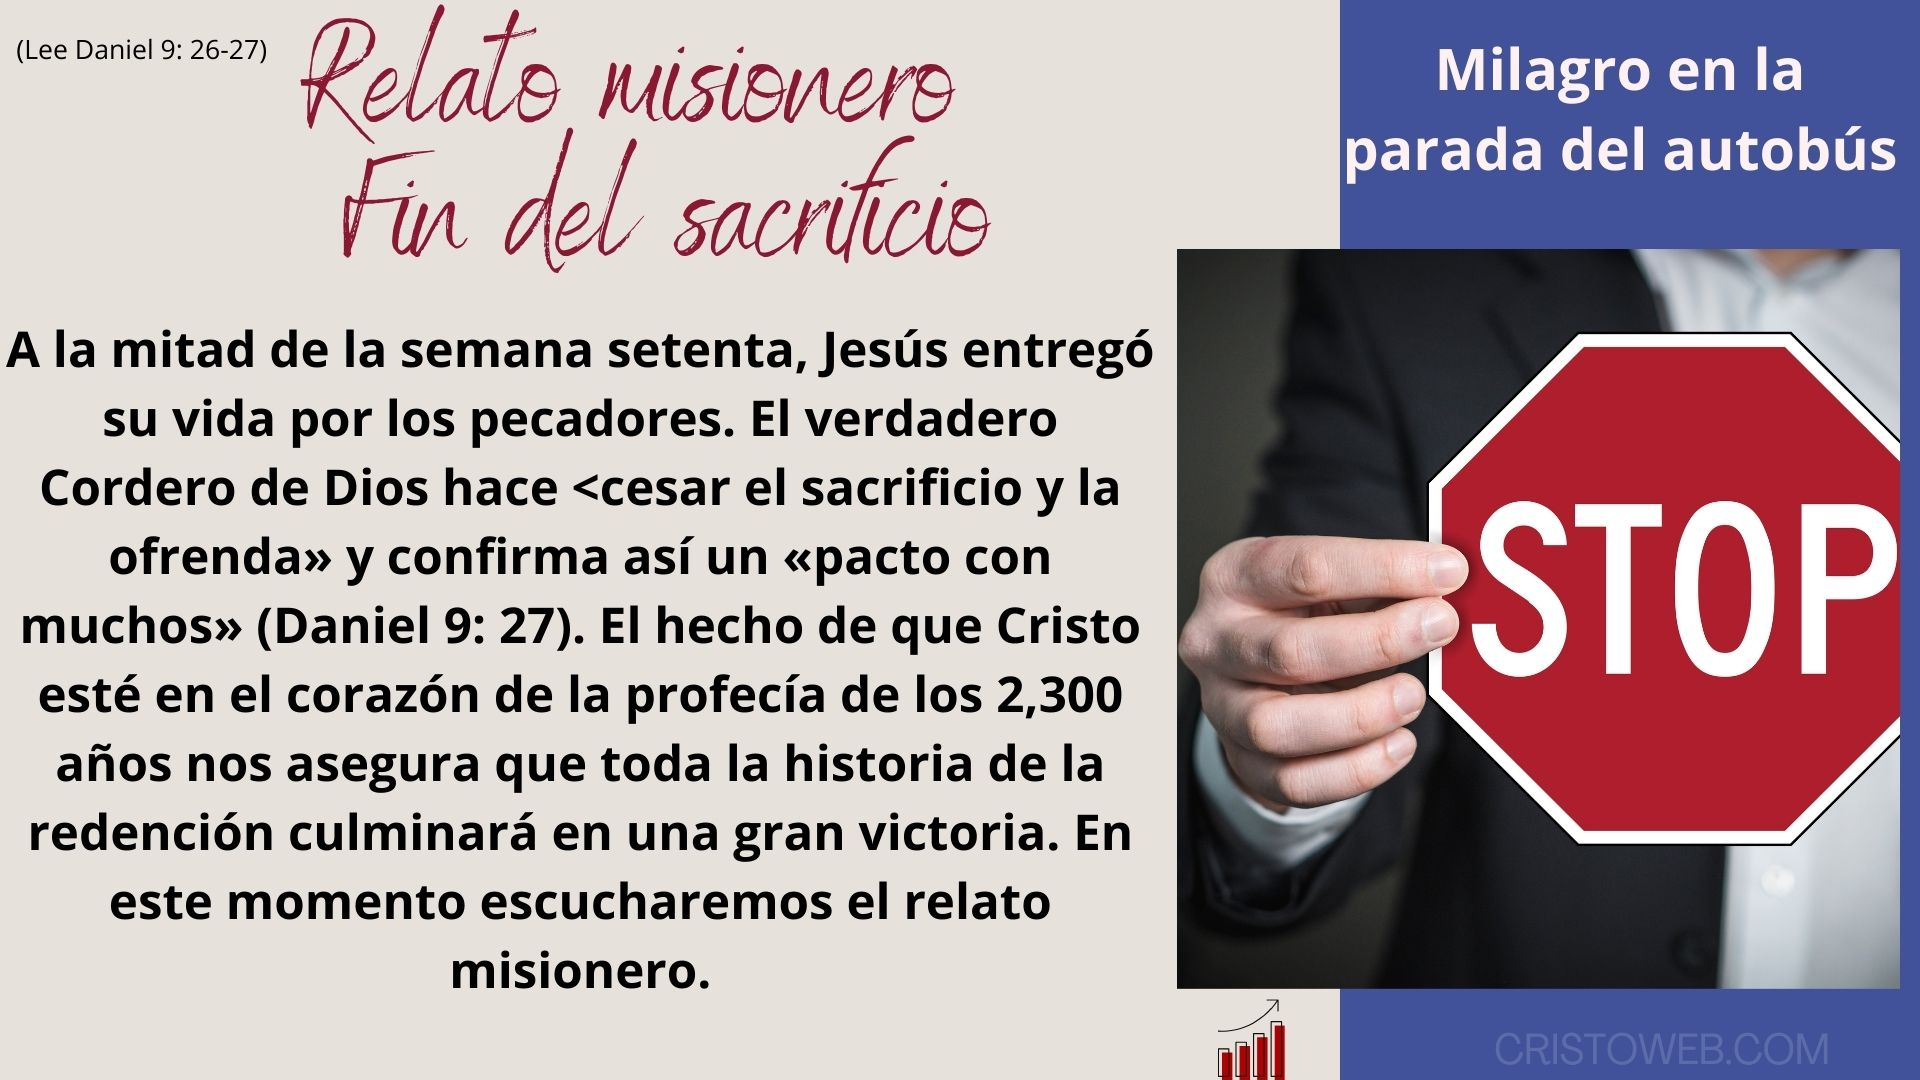 (Lee Daniel 9: 26-27)
Relato misionero
Fin del sacrificio
Milagro en la
parada del autobús
A la mitad de la semana setenta, Jesús entregó
su vida por los pecadores. El verdadero
Cordero de Dios hace <cesar el sacrificio y la
ofrenda» y confirma así un «pacto con
muchos» (Daniel 9: 27). El hecho de que Cristo
esté en el corazón de la profecía de los 2,300
años nos asegura que toda la historia de la
redención culminará en una gran victoria. En
este momento escucharemos el relato
misionero.
STOP
CRISTOWEB.COM